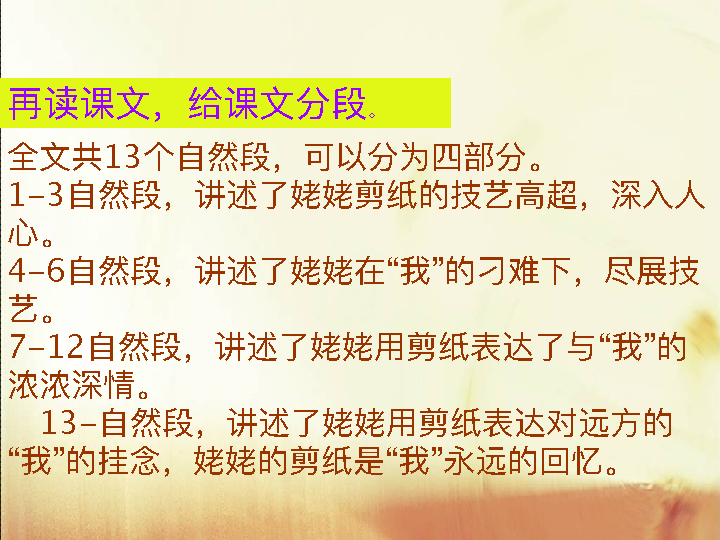 再读课文，给课文分段。
全文共13个自然段，可以分为四部分。
1–3自然段，讲述了姥姥剪纸的技艺高超，深入人
心。
4–6自然段，讲述了姥姥在“我”的刁难下，尽展技
艺。
7–12自然段，讲述了姥姥用剪纸表达了与“我”的
浓浓深情。
13–自然段，讲述了姥姥用剪纸表达对远方的
“我”的挂念，姥姥的剪纸是“我”永远的回忆。